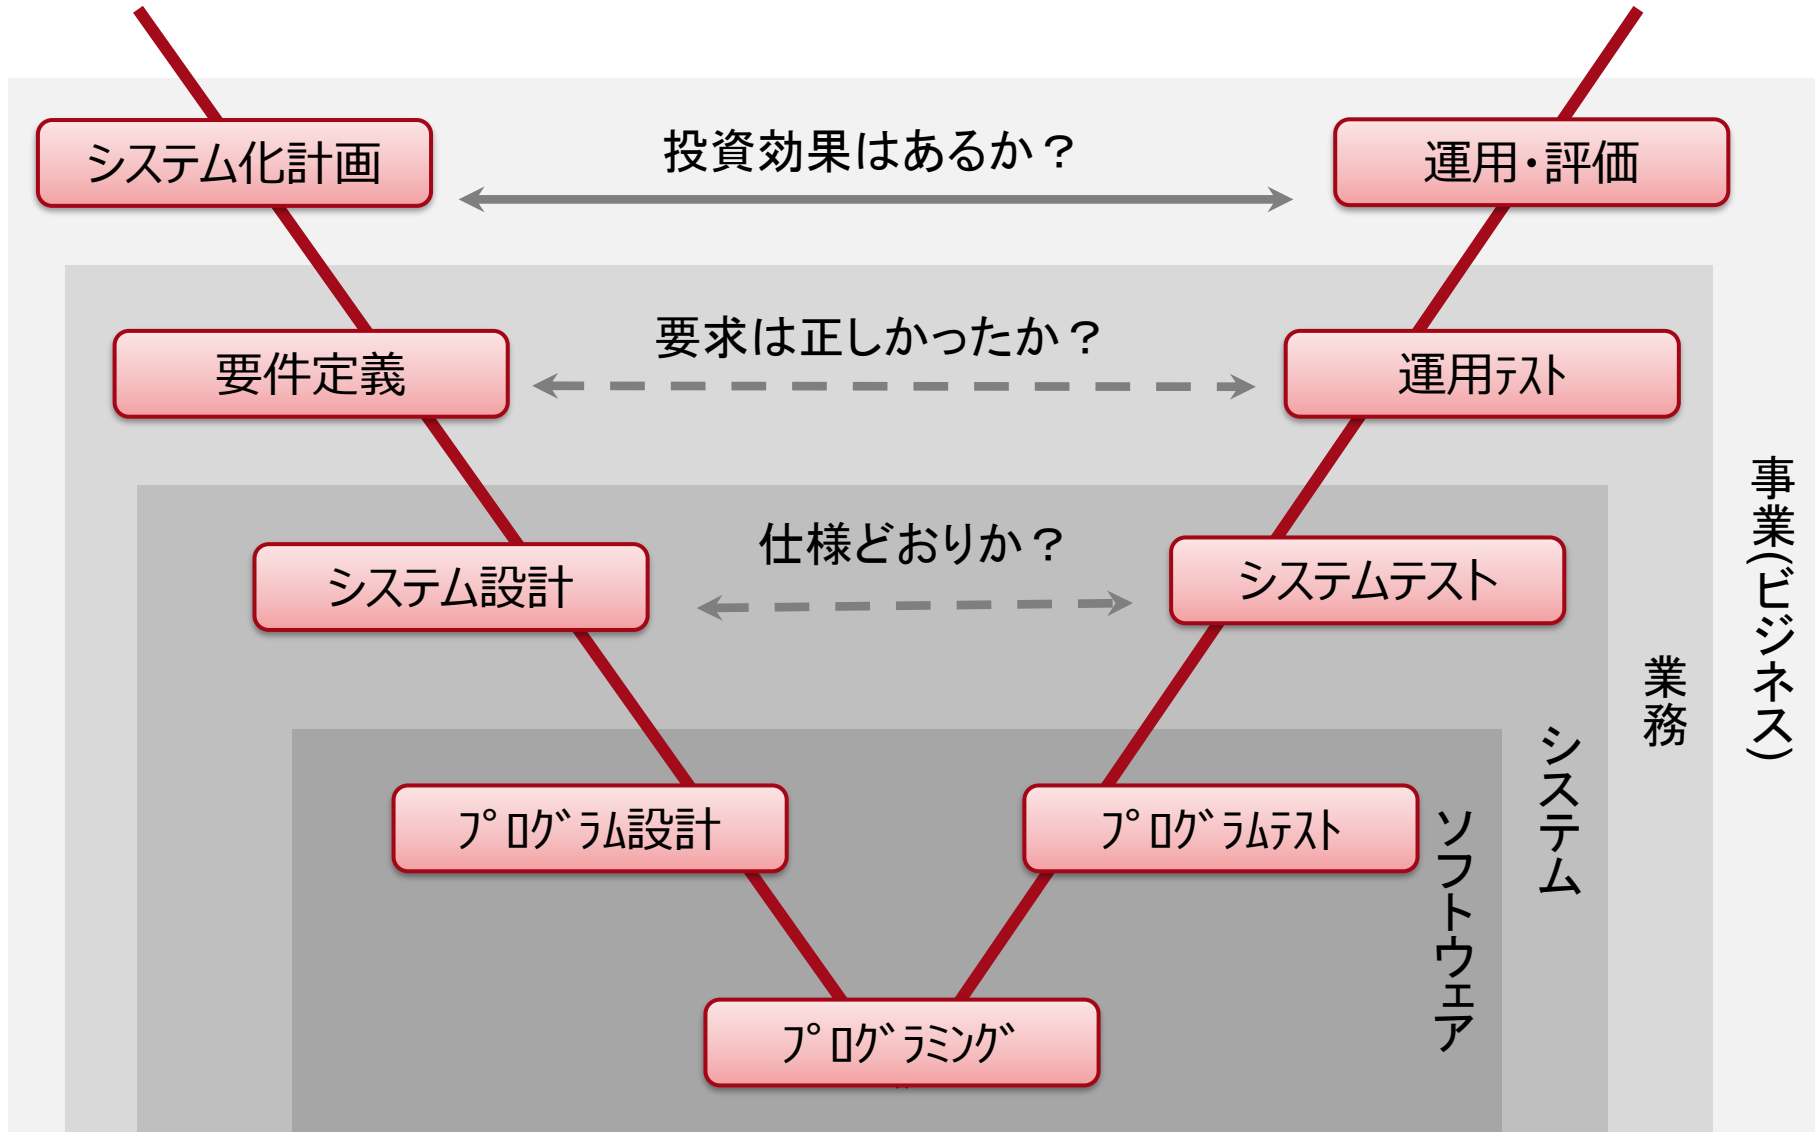 システム化計画
投資効果はあるか？
運用・評価
要求は正しかったか？
要件定義
運用ﾃｽﾄ
仕様どおりか？
システム設計
システムテスト
事業(ビジネス)
業務
システム
ﾌﾟﾛｸﾞﾗﾑ設計
ﾌﾟﾛｸﾞﾗﾑﾃｽﾄ
ソフトウェア
ﾌﾟﾛｸﾞﾗﾐﾝｸﾞ